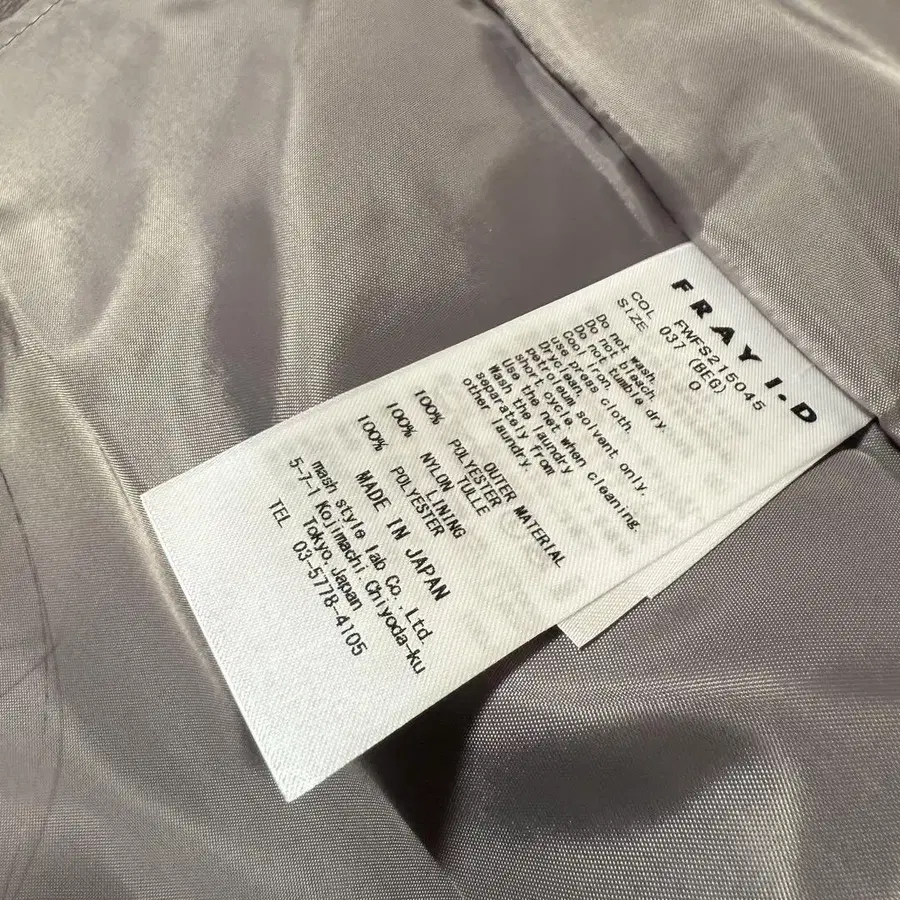 FRAY I.D
FWFS215045
COL 037 (BEG)
SIZE 0
Do not wash.
Do not bleach.
Do not tumble dry.
Cool iron,
use press cloth.
Dryclean,
petroleum solvent only,
short cycle.
Use the net when cleaning.
Wash the laundry
separately from
other laundry.
OUTER MATERIAL
100% POLYESTER
TULLE
100% NYLON
LINING
100% POLYESTER
MADE IN JAPAN
mash style lab Co.,Ltd.
5-7-1 Kojimachi.Chiyoda-ku
Tokyo.Japan
TEL 03-5778-4105